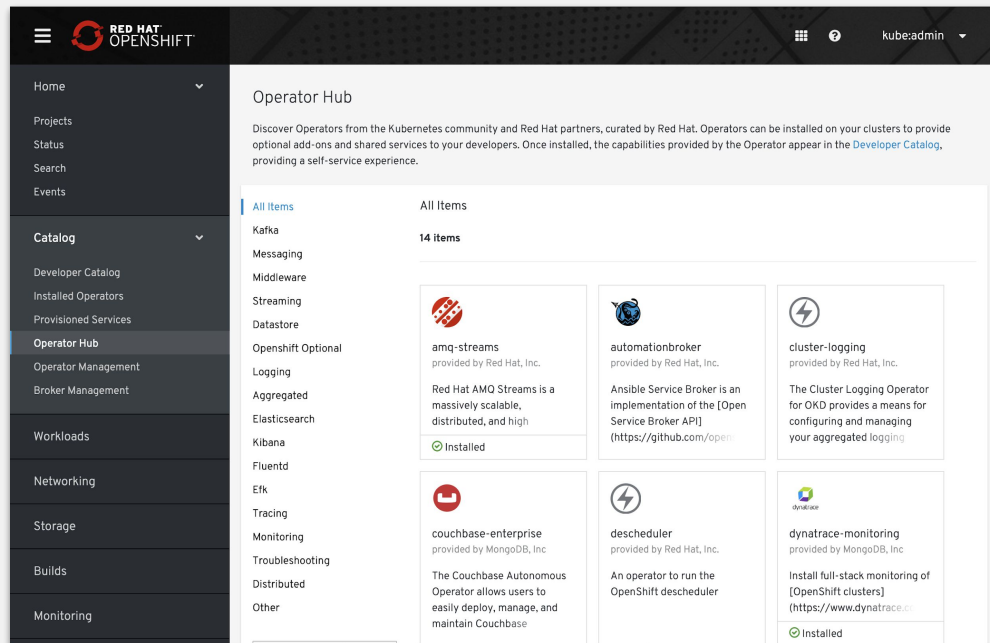 RED HAT
OPENSHIFT
kube:admin
Home
Projects
Status
Search
Events
Catalog
Developer Catalog
Installed Operators
Provisioned Services
Operator Hub
Operator Management
Broker Management
Workloads
Networking
Storage
Builds
Monitoring
Operator Hub
Discover Operators from the Kubernetes community and Red Hat partners, curated by Red Hat. Operators can be installed on your clusters to provide
optional add-ons and shared services to your developers. Once installed, the capabilities provided by the Operator appear in the Developer Catalog,
providing a self-service experience.
All Items
Kafka
Messaging
Middleware
Streaming
Datastore
Openshift Optional
Logging
Aggregated
Elasticsearch
Kibana
Fluentd
Efk
Tracing
Monitoring
Troubleshooting
Distributed
Other
All Items
14 items
amq-streams
provided by Red Hat, Inc.
Red Hat AMQ Streams is a
massively scalable,
distributed, and high
Installed
automationbroker
provided by Red Hat, Inc.
Ansible Service Broker is an
implementation of the [Open
Service Broker API]
(https://github.com/open
cluster-logging
provided by Red Hat, Inc.
The Cluster Logging Operator
for OKD provides a means for
configuring and managing
your aggregated logging
couchbase-enterprise
provided by MongoDB, Inc
The Couchbase Autonomous
Operator allows users to
easily deploy, manage, and
maintain Couchbase
descheduler
provided by Red Hat, Inc.
An operator to run the
OpenShift descheduler
dynatrace
dynatrace-monitoring
provided by MongoDB, Inc
Install full-stack monitoring of
[OpenShift clusters]
(https://www.dynatrace.c
Installed